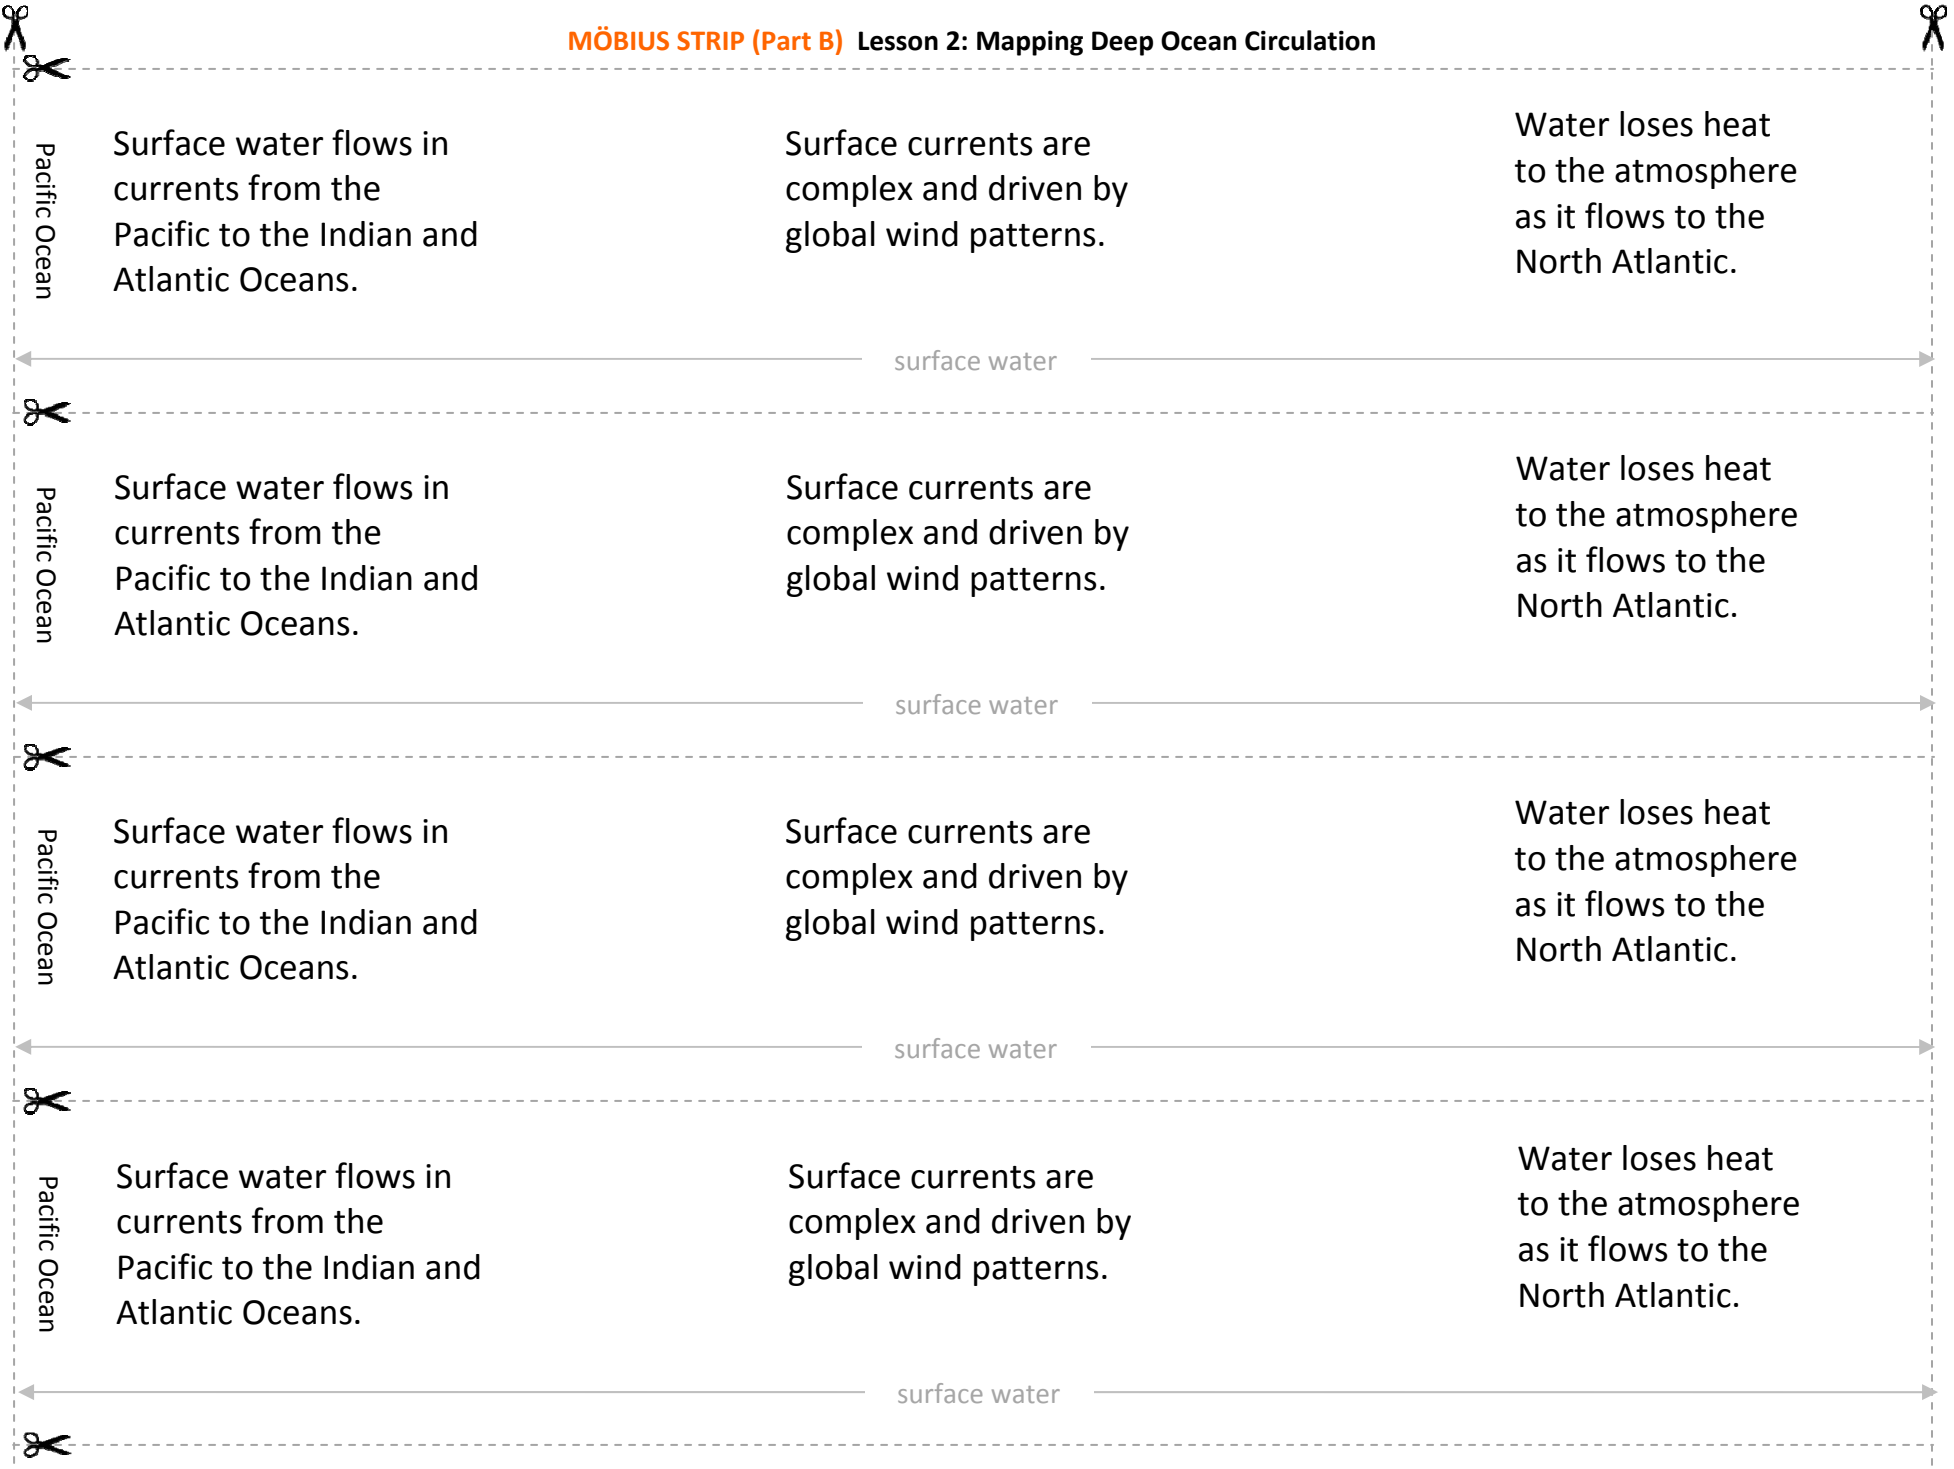 MÖBIUS STRIP (Part B) Lesson 2: Mapping Deep Ocean Circulation
Pacific Ocean
Surface water flows in
currents from the
Pacific to the Indian and
Atlantic Oceans.
Surface currents are
complex and driven by
global wind patterns.
Water loses heat
to the atmosphere
as it flows to the
North Atlantic.
surface water
Pacific Ocean
Surface water flows in
currents from the
Pacific to the Indian and
Atlantic Oceans.
Surface currents are
complex and driven by
global wind patterns.
Water loses heat
to the atmosphere
as it flows to the
North Atlantic.
surface water
Pacific Ocean
Surface water flows in
currents from the
Pacific to the Indian and
Atlantic Oceans.
Surface currents are
complex and driven by
global wind patterns.
Water loses heat
to the atmosphere
as it flows to the
North Atlantic.
surface water
Pacific Ocean
Surface water flows in
currents from the
Pacific to the Indian and
Atlantic Oceans.
Surface currents are
complex and driven by
global wind patterns.
Water loses heat
to the atmosphere
as it flows to the
North Atlantic.
surface water